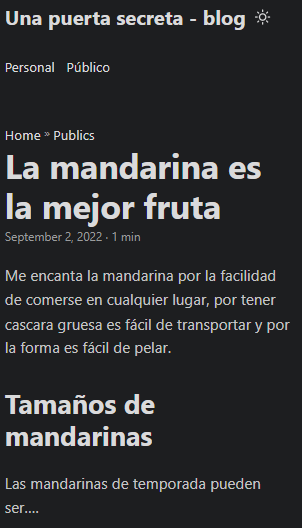 Una puerta secreta - blog
Personal Público
Home » Publics
La mandarina es
la mejor fruta
September 2, 2022 · 1 min
Me encanta la mandarina por la facilidad
de comerse en cualquier lugar, por tener
cascara gruesa es fácil de transportar y por
la forma es fácil de pelar.
Tamaños de
mandarinas
Las mandarinas de temporada pueden
ser....